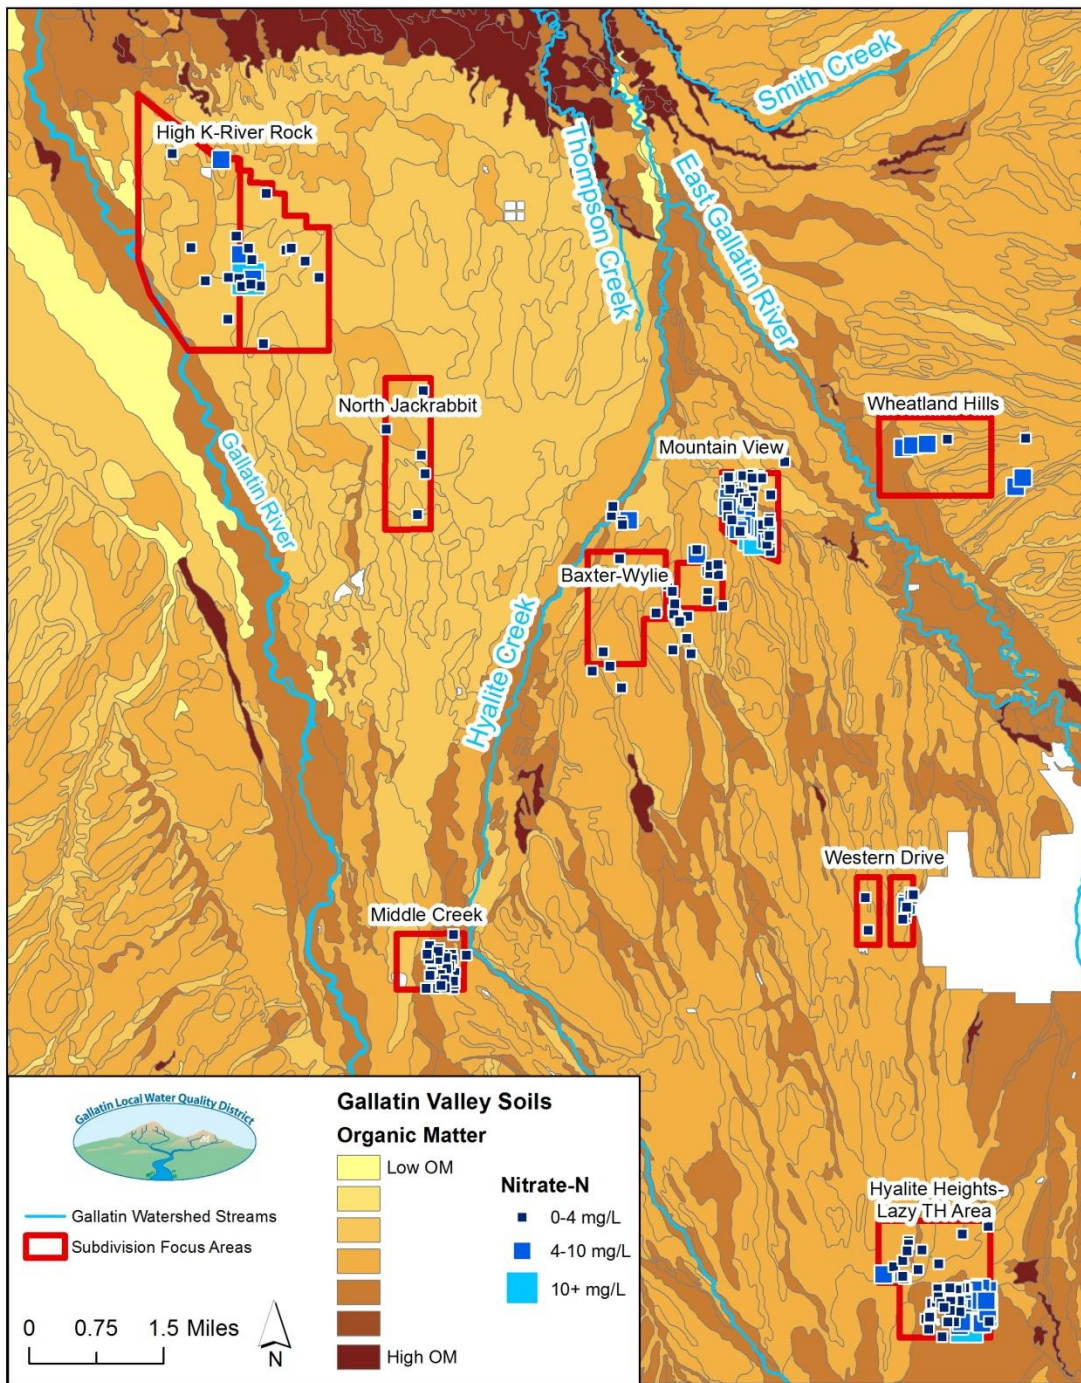 High K-River Rock
Smith Creek
Thompson Creek
East Gallatin River
North Jackrabbit
Wheatland Hills
Mountain View
Gallatin River
Baxter-Wylie
Hyalite Creek
Western Drive
Middle Creek
Gallatin Local Water Quality District
M
Gallatin Watershed Streams
Subdivision Focus Areas
0 0.75 1.5 Miles
N
Gallatin Valley Soils
Organic Matter
Low OM
High OM
Nitrate-N
0-4 mg/L
4-10 mg/L
10+ mg/L
Hyalite Heights-
Lazy TH Area